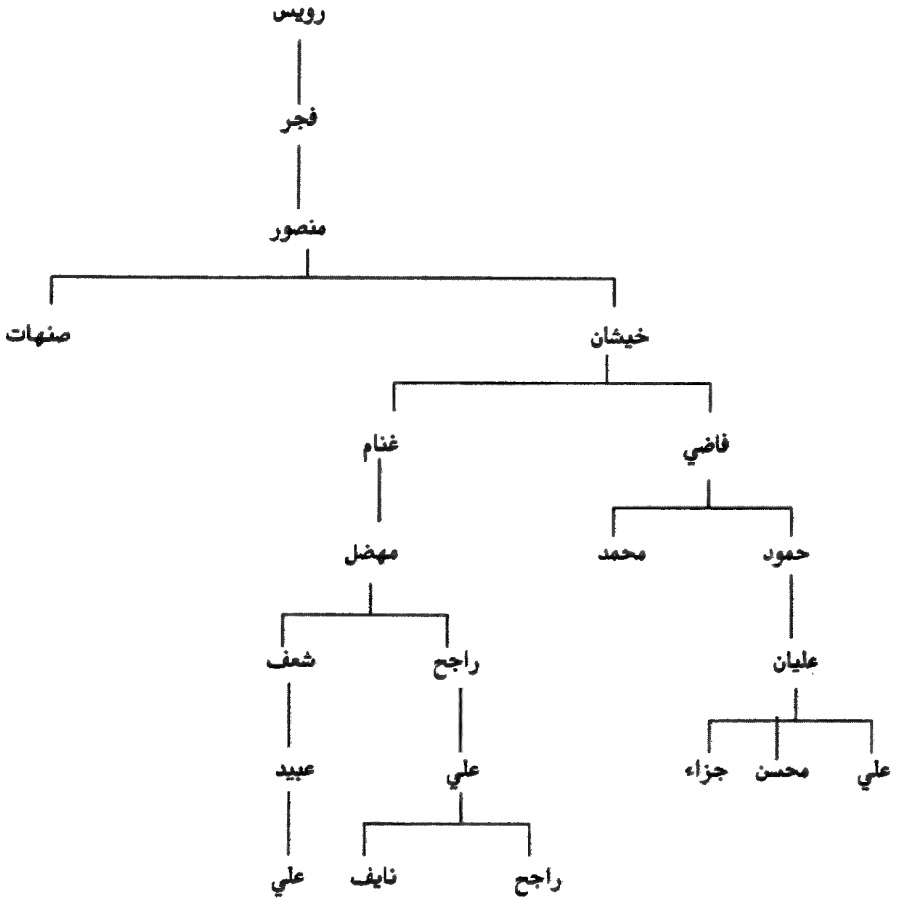 رويس
فجر
منصور
خيشان صنهات
فاضي غنام
حمود محمد مهضل
عليان راجح شعف
علي محسن جزاء علي عبيد
راجح نايف علي